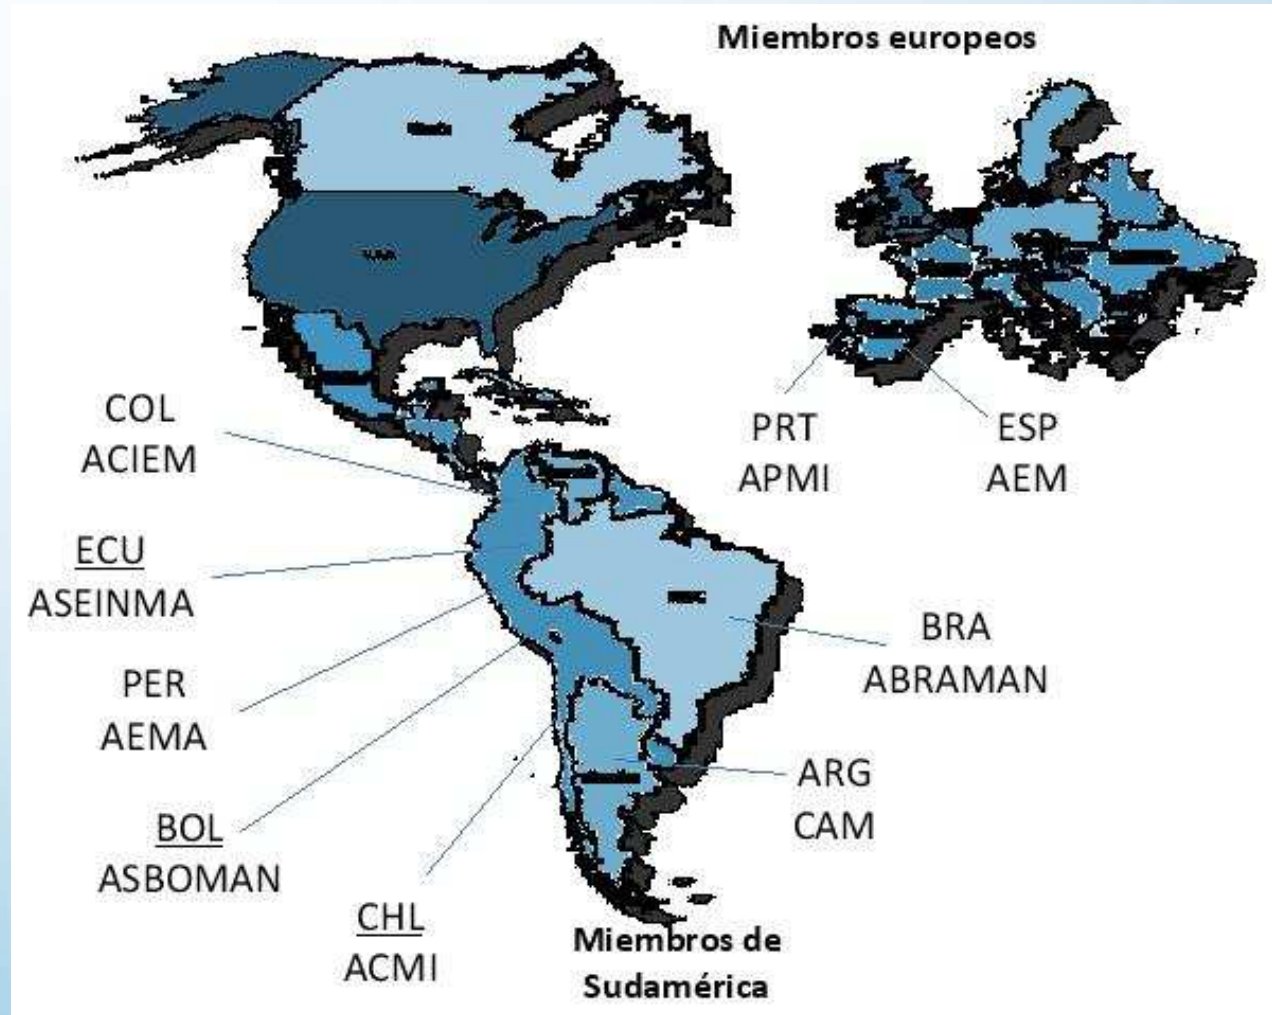 Miembros europeos
COL
ACIEM
PRT
APMI
ESP
AEM
ECU
ASEINMA
BRA
ABRAMAN
PER
AEMA
ARG
CAM
BOL
ASBOMAN
CHL
ACMI
Miembros de
Sudamérica